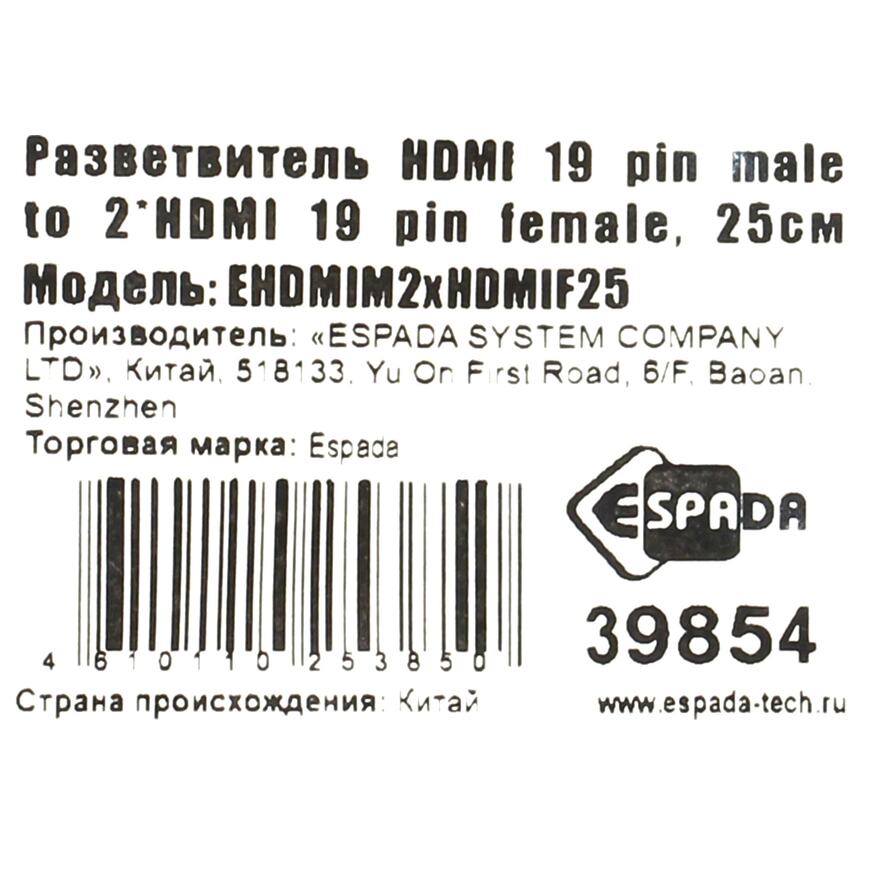 Разветвитель HDMI 19 pin male
to 2*HDMI 19 pin female, 25см
Модель: EHDMIM2xHDMIF25
Производитель: «ESPADA SYSTEM COMPANY
LTD», Китай, 518133, Yu On First Road, 6/F, Baoan,
Shenzhen
Торговая марка: Espada
ESPADA
39854
4 610110 253850
Страна происхождения: Китай
www.espada-tech.ru